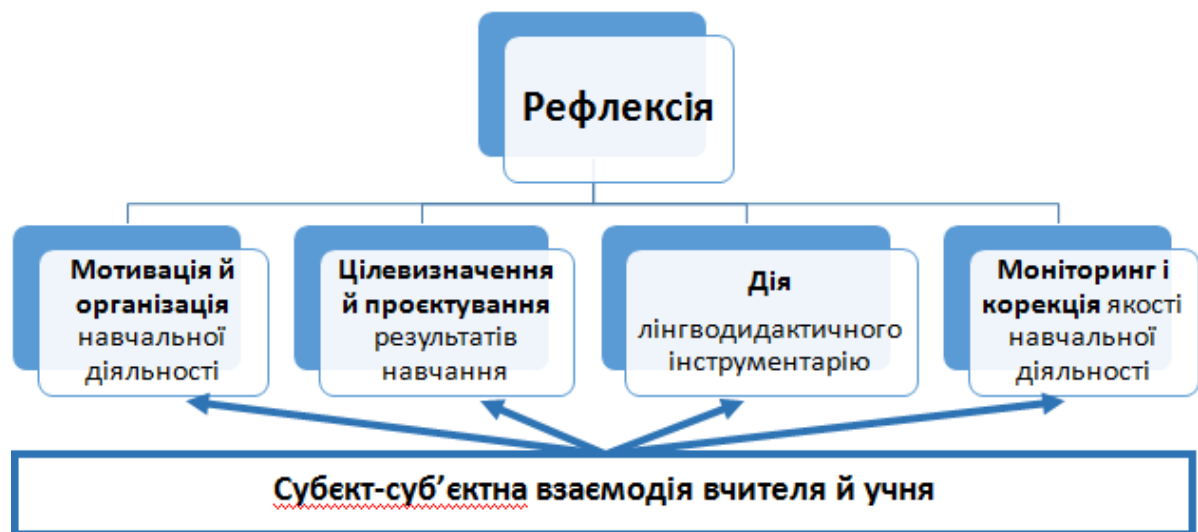 Рефлексія
Мотивація й
організація
навчальної
діяльності
Цілевизначення
й проєктування
результатів
навчання
Дія
лінгводидактичного
інструментарію
Моніторинг і
корекція якості
навчальної
діяльності
Субєкт-суб’єктна взаємодія вчителя й учня